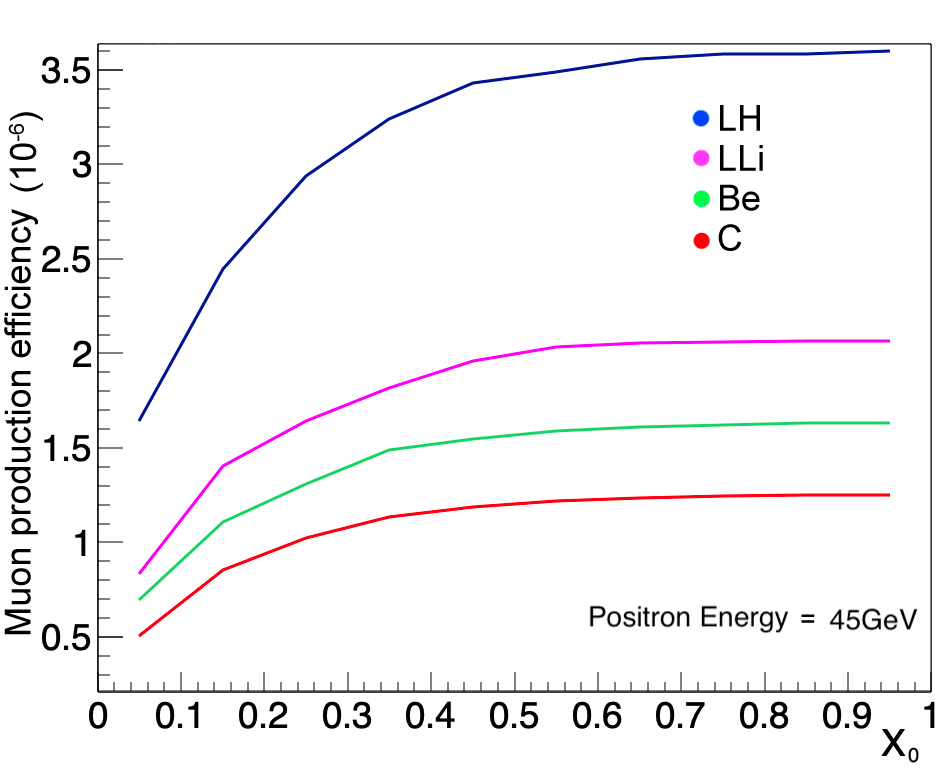 Muon production efficiency (10⁻⁶)
3.5
3
2.5
2
1.5
1
0.5
LH
LLi
Be
C
Positron Energy = 45GeV
0 0.1 0.2 0.3 0.4 0.5 0.6 0.7 0.8 0.9 1
X₀